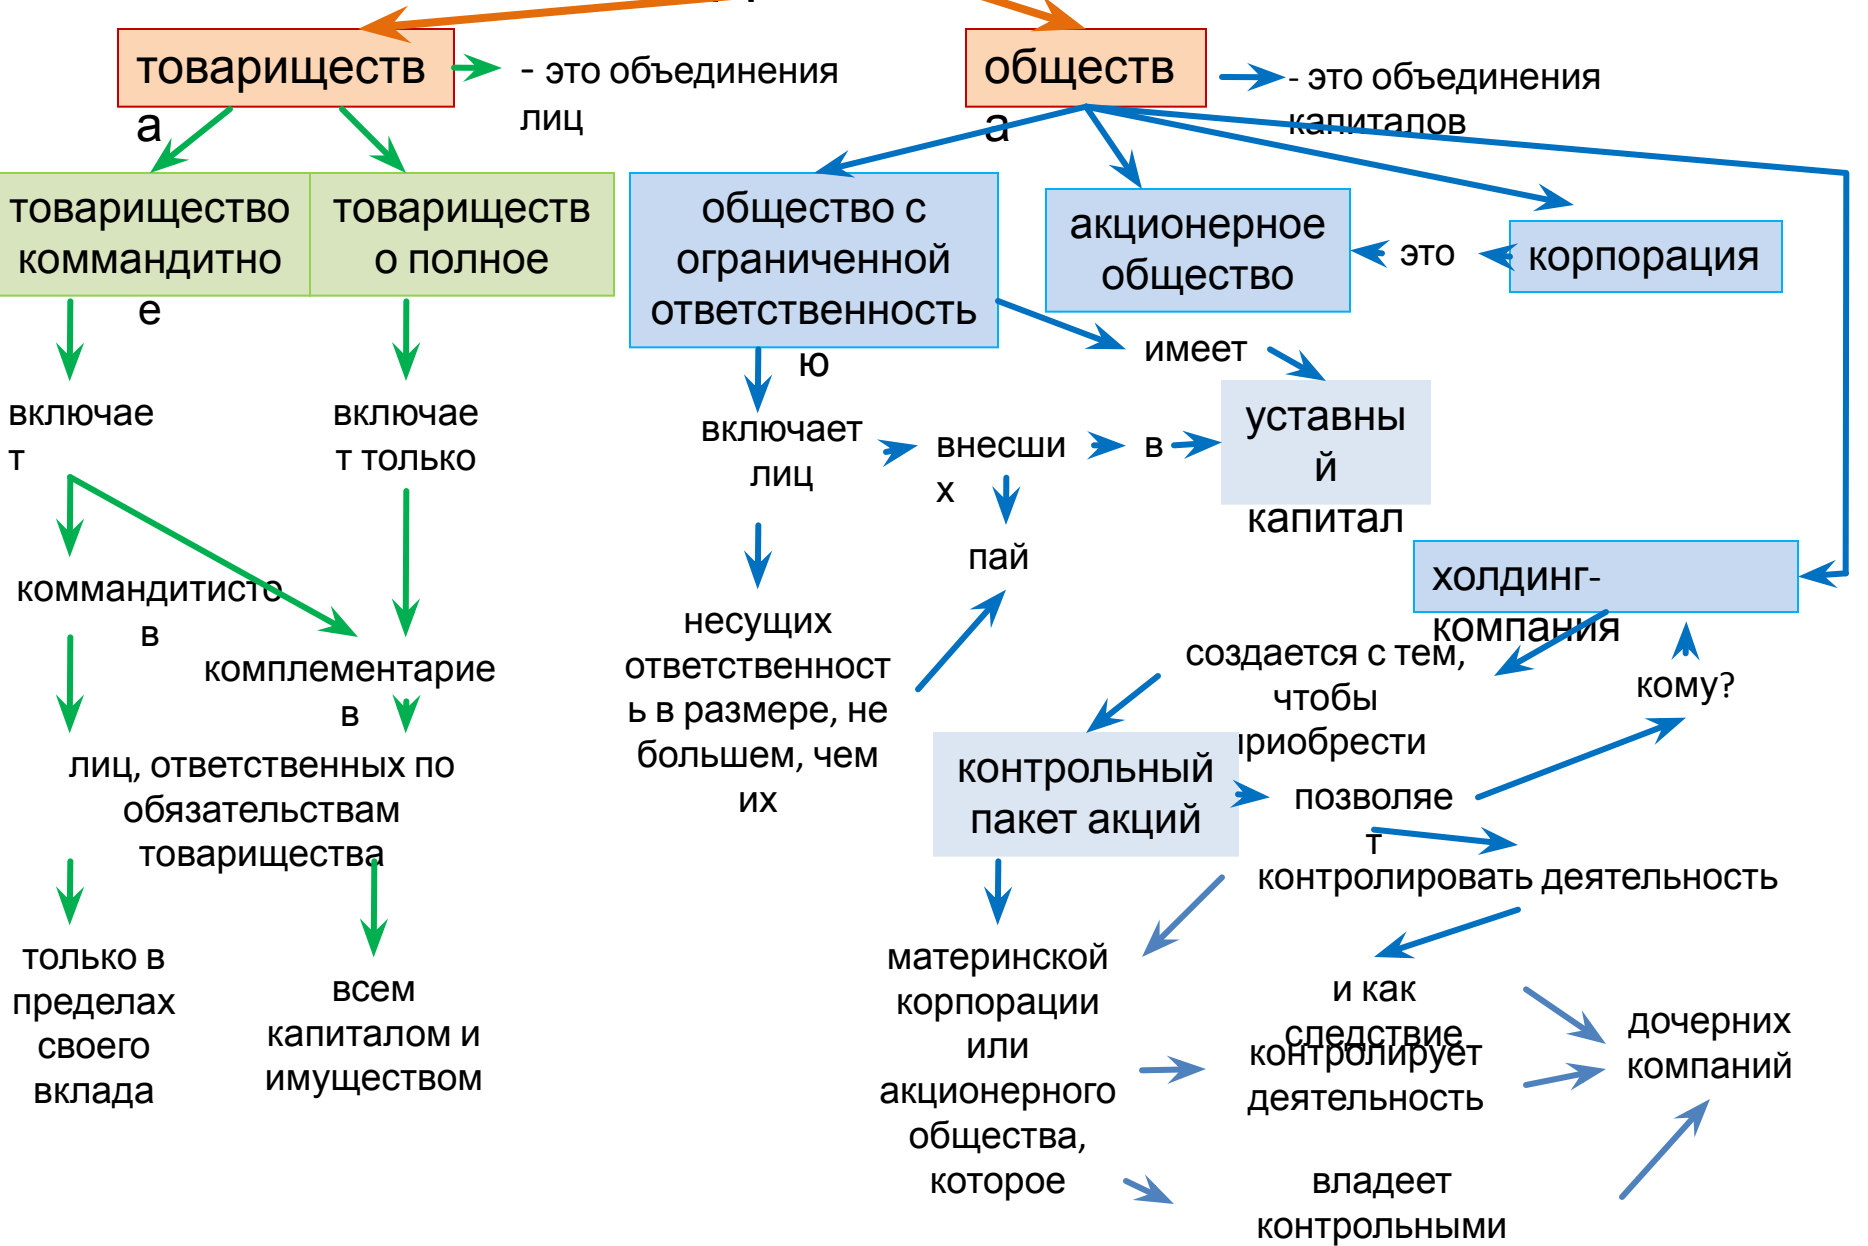 товариществ
а
- это объединения
лиц
обществ
а
- это объединения
капиталов
товарищество
коммандитно
е
товариществ
о полное
общество с
ограниченной
ответственность
ю
акционерное
общество
это
корпорация
имеет
уставны
й
капитал
включае
т
включае
т только
включает
лиц
внесши
х
в
пай
коммандитисто
в
комплементарие
в
несущих
ответственност
ь в размере, не
большем, чем
их
холдинг-
компания
создается с тем,
чтобы
приобрести
кому?
лиц, ответственных по
обязательствам
товарищества
контрольный
пакет акций
позволяе
т
контролировать деятельность
только в
пределах
своего
вклада
всем
капиталом и
имуществом
материнской
корпорации
или
акционерного
общества,
которое
и как
следствие
контролирует
деятельность
дочерних
компаний
владеет
контрольными